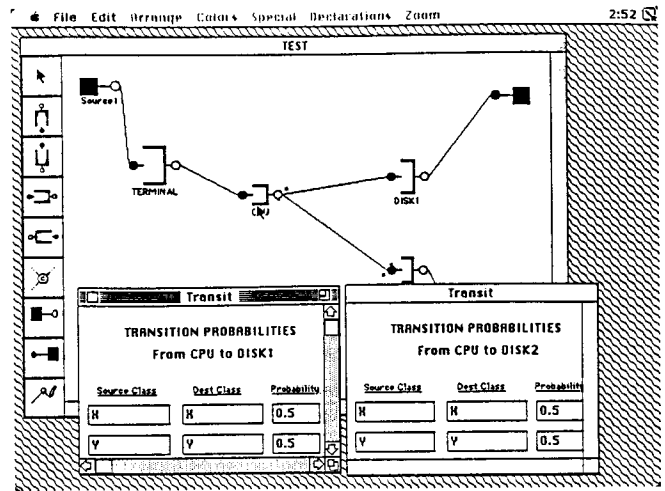 File Edit Arrange Colors Special Declarations Zoom 2:52
TEST
Source1
TERMINAL
CPU
DISK1
Transit
TRANSITION PROBABILITIES
From CPU to DISK1
Source Class Dest Class Probability
X X 0.5
Y Y 0.5
Transit
TRANSITION PROBABILITIES
From CPU to DISK2
Source Class Dest Class Probability
X X 0.5
Y Y 0.5